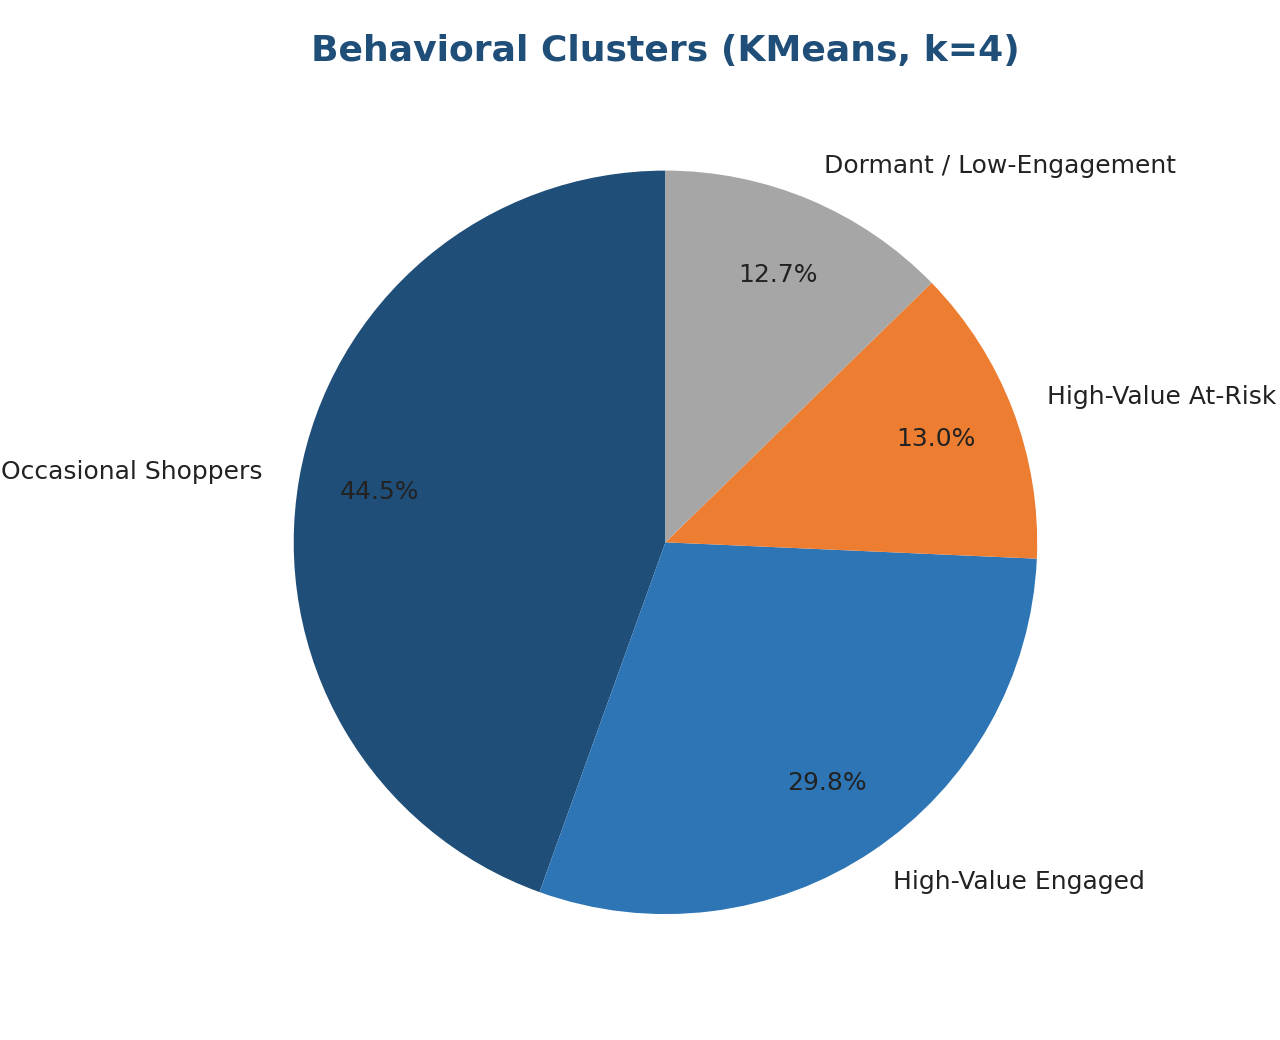 Behavioral Clusters (KMeans, k=4)
Dormant / Low-Engagement
12.7%
High-Value At-Risk
13.0%
Occasional Shoppers
44.5%
29.8%
High-Value Engaged